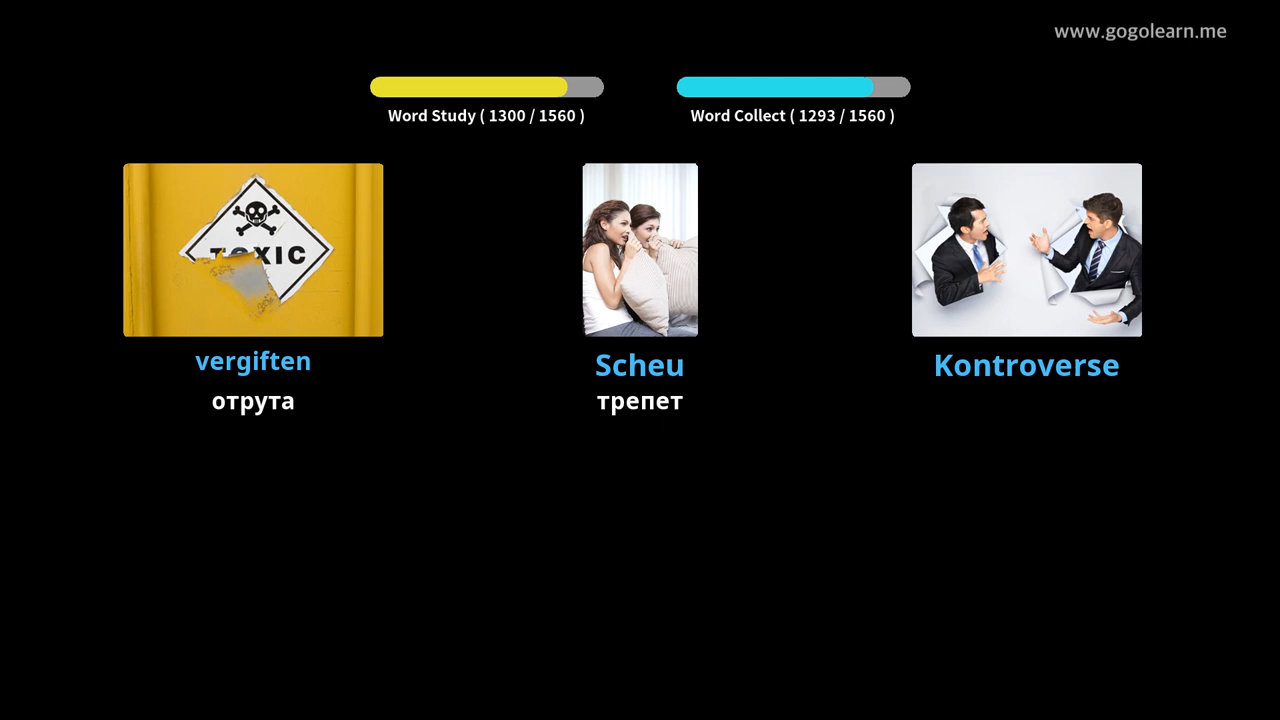 www.gogolearn.me
Word Study ( 1300 / 1560 )
Word Collect ( 1293 / 1560 )
TOXIC
vergiften
Scheu
Kontroverse
отрута
трепет